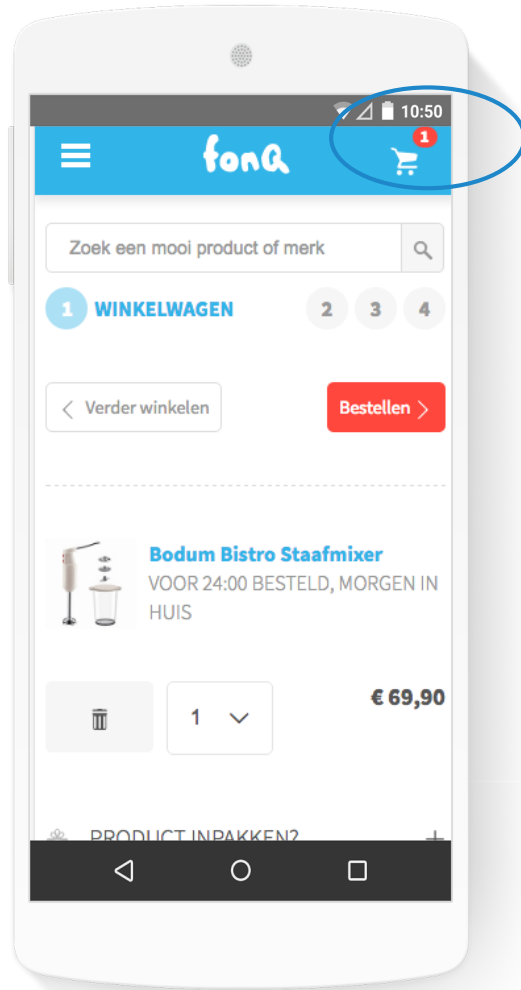 10:50
fonQ
1
Zoek een mooi product of merk
1 WINKELWAGEN 2 3 4
Verder winkelen
Bestellen
Bodum Bistro Staafmixer
VOOR 24:00 BESTELD, MORGEN IN
HUIS
1
€ 69,90
PRODUCT INPAKKEN?